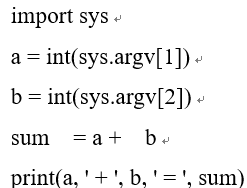 import sys
a = int(sys.argv[1])
b = int(sys.argv[2])
sum   = a +   b
print(a, ' + ', b, ' = ', sum)